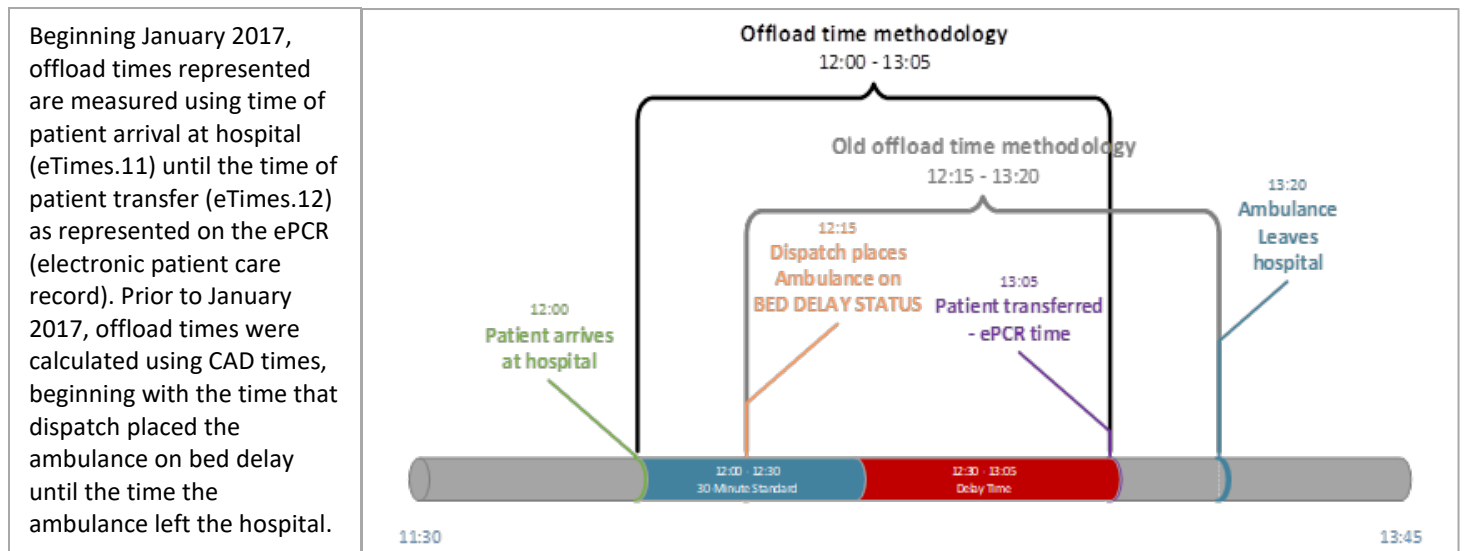 Beginning January 2017,
offload times represented
are measured using time of
patient arrival at hospital
(eTimes.11) until the time of
patient transfer (eTimes.12)
as represented on the ePCR
(electronic patient care
record). Prior to January
2017, offload times were
calculated using CAD times,
beginning with the time that
dispatch placed the
ambulance on bed delay
until the time the
ambulance left the hospital.
Offload time methodology
12:00 - 13:05
Old offload time methodology
12:15 - 13:20
13:20
Ambulance
Leaves
hospital
12:15
Dispatch places
Ambulance on
BED DELAY STATUS
13:05
Patient transferred
- ePCR time
12:00
Patient arrives
at hospital
12:00 - 12:30
30-Minute Standard
12:30 - 13:05
Delay Time
11:30
13:45